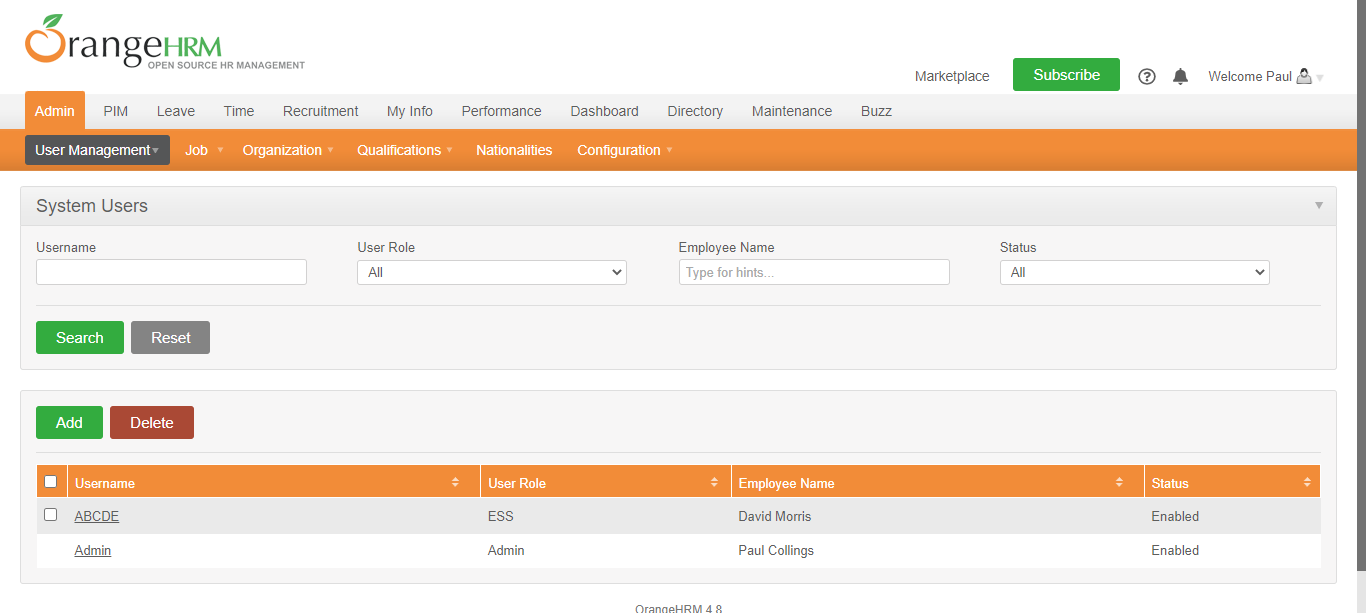 OrangeHRM
OPEN SOURCE HR MANAGEMENT
Marketplace Subscribe Welcome Paul
Admin PIM Leave Time Recruitment My Info Performance Dashboard Directory Maintenance Buzz
User Management Job Organization Qualifications Nationalities Configuration
System Users
Username User Role Employee Name Status
All Type for hints... All
Search Reset
Add Delete
Username User Role Employee Name Status
ABCDE ESS David Morris Enabled
Admin Admin Paul Collings Enabled
OrangeHRM 4.8